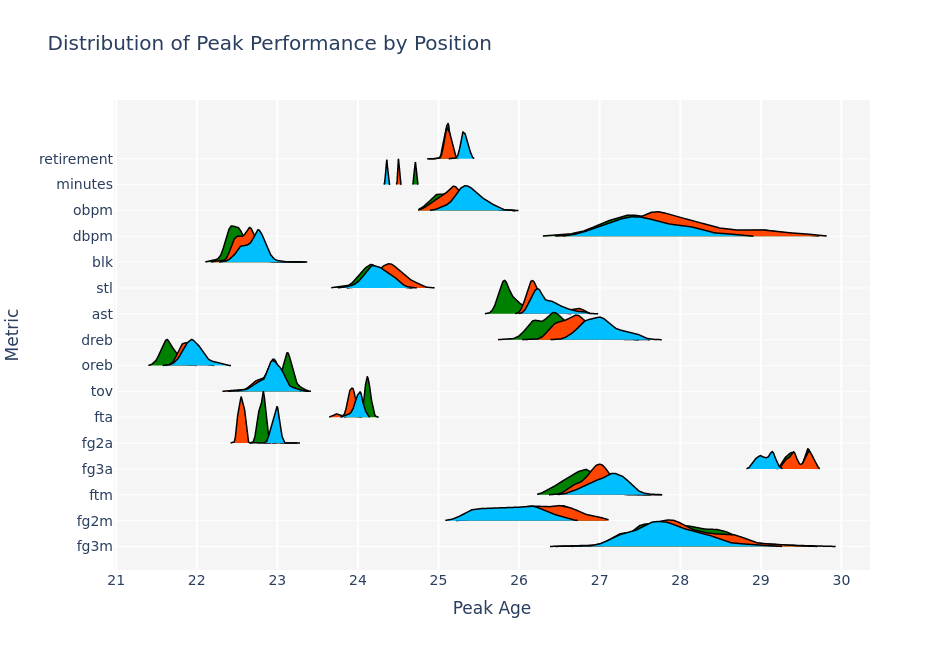 Distribution of Peak Performance by Position
Metric
retirement
minutes
obpm
dbpm
blk
stl
ast
dreb
oreb
tov
fta
fg2a
fg3a
ftm
fg2m
fg3m
21 22 23 24 25 26 27 28 29 30
Peak Age